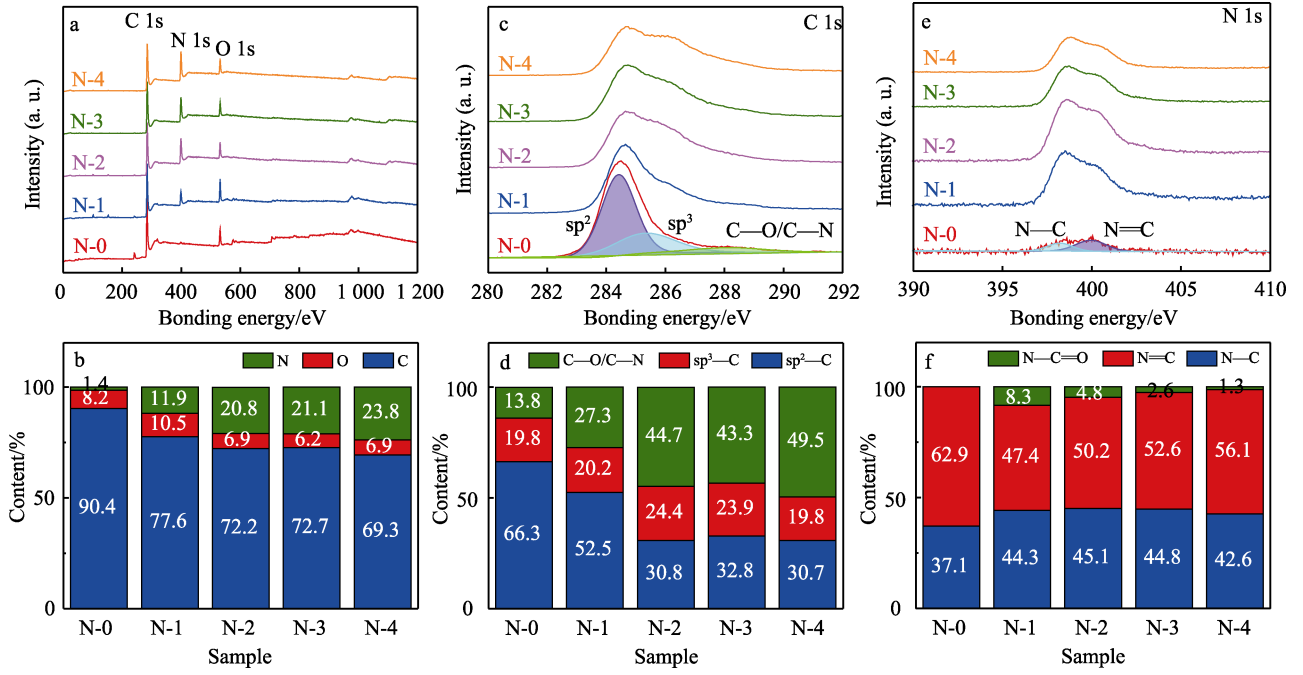 a
C 1s
N 1s
O 1s
N-4
N-3
N-2
N-1
N-0
Intensity (a. u.)
0 200 400 600 800 1 000 1 200
Bonding energy/eV
c
C 1s
N-4
N-3
N-2
N-1
N-0
sp²
sp³
C—O/C—N
Intensity (a. u.)
280 282 284 286 288 290 292
Bonding energy/eV
e
N 1s
N-4
N-3
N-2
N-1
N-0
N—C
N═C
Intensity (a. u.)
390 395 400 405 410
Bonding energy/eV
b
N O C
100
50
0
Content/%
1.4 11.9 20.8 21.1 23.8
8.2 10.5 6.9 6.2 6.9
90.4 77.6 72.2 72.7 69.3
N-0 N-1 N-2 N-3 N-4
Sample
d
C—O/C—N sp³—C sp²—C
100
50
0
Content/%
13.8 27.3 44.7 43.3 49.5
19.8 20.2 24.4 23.9 19.8
66.3 52.5 30.8 32.8 30.7
N-0 N-1 N-2 N-3 N-4
Sample
f
N—C═O N═C N—C
100
50
0
Content/%
8.3 4.8 2.6 1.3
62.9 47.4 50.2 52.6 56.1
37.1 44.3 45.1 44.8 42.6
N-0 N-1 N-2 N-3 N-4
Sample